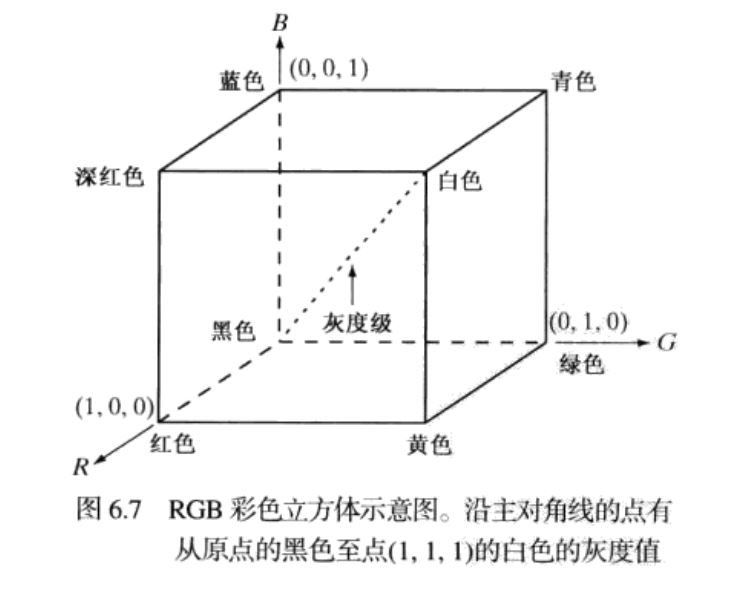 B
蓝色
(0, 0, 1)
青色
深红色
白色
黑色
灰度级
(0, 1, 0)
G
绿色
(1, 0, 0)
红色
黄色
R
图 6.7 RGB 彩色立方体示意图。沿主对角线的点有
从原点的黑色至点(1, 1, 1)的白色的灰度值